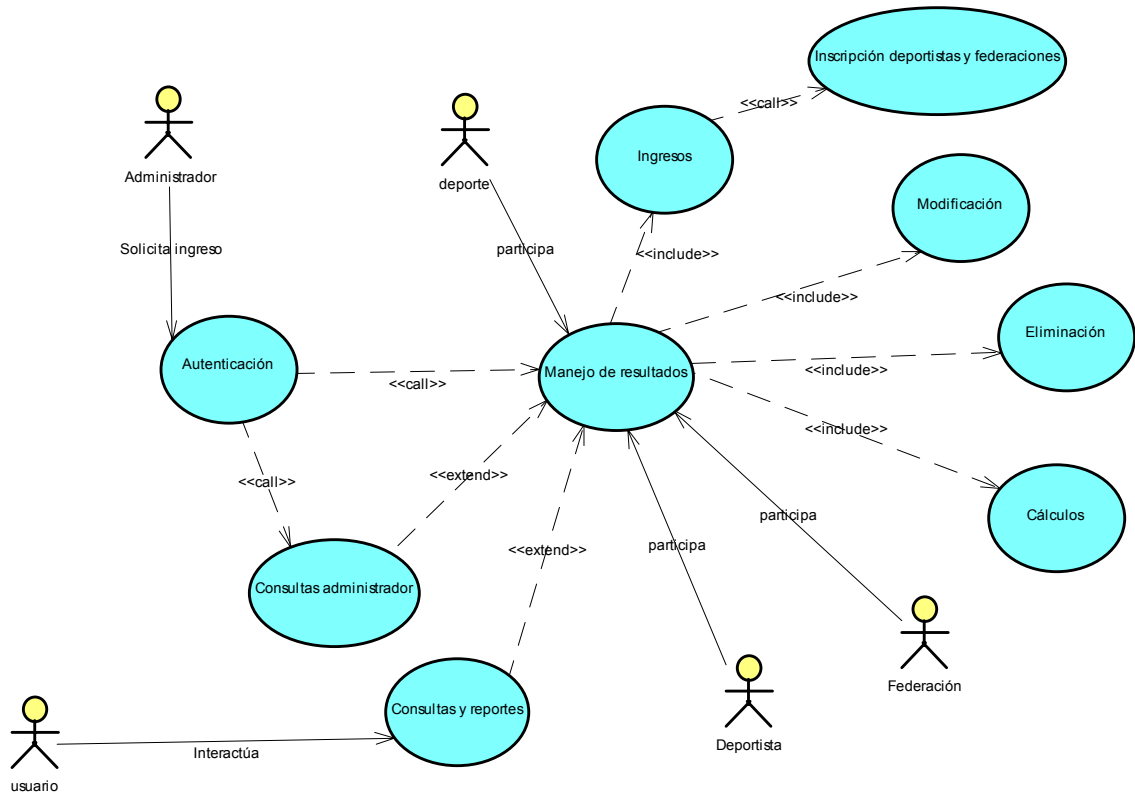 Inscripción deportistas y federaciones
<<call>>
Administrador
deporte
Ingresos
Modificación
Solicita ingreso
participa
<<include>>
<<include>>
Eliminación
Autenticación
Manejo de resultados
<<call>>
<<include>>
<<include>>
<<call>>
<<extend>>
Cálculos
participa
<<extend>>
participa
Consultas administrador
Federación
Consultas y reportes
Deportista
Interactúa
usuario